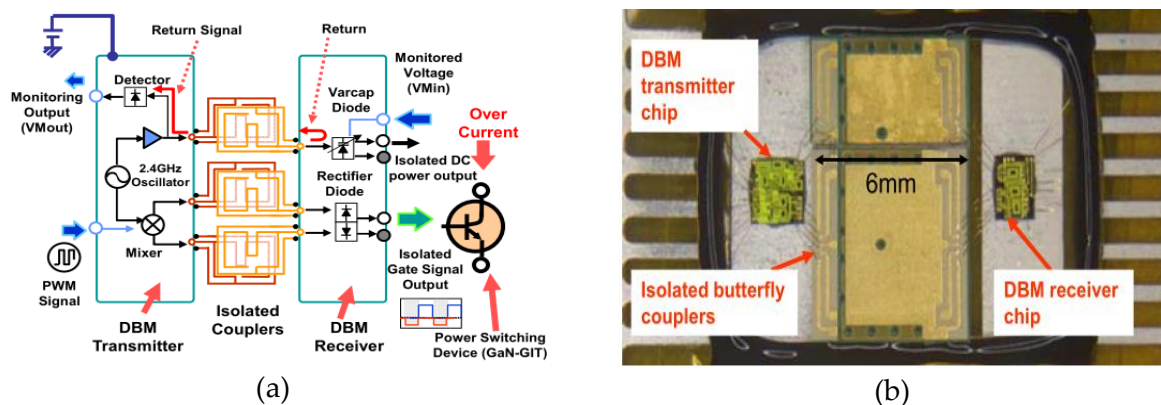 Return Signal
Return
Detector
Monitoring
Output
(VMout)
Varcap
Diode
Monitored
Voltage
(VMin)
Over
Current
2.4GHz
Oscillator
Isolated DC
power output
Rectifier
Diode
Mixer
PWM
Signal
Isolated
Gate Signal
Output
DBM
Transmitter
Isolated
Couplers
DBM
Receiver
Power Switching
Device (GaN-GIT)
(a)
DBM
transmitter
chip
6mm
Isolated butterfly
couplers
DBM receiver
chip
(b)